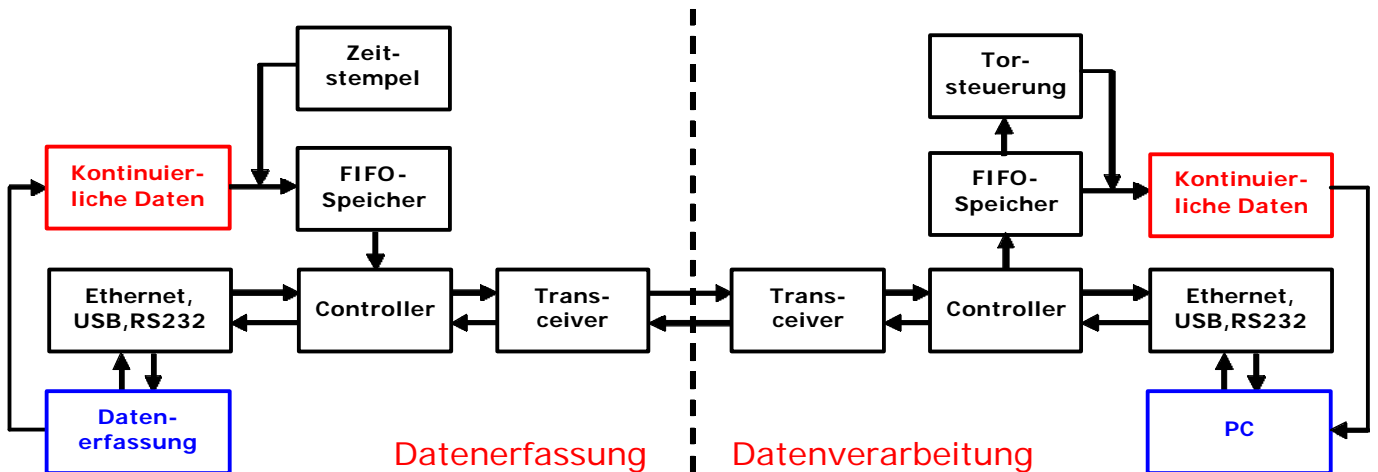 Zeit-
stempel
Tor-
steuerung
Kontinuier-
liche Daten
FIFO-
Speicher
FIFO-
Speicher
Kontinuier-
liche Daten
Ethernet,
USB,RS232
Controller
Trans-
ceiver
Trans-
ceiver
Controller
Ethernet,
USB,RS232
Daten-
erfassung
Datenerfassung
Datenverarbeitung
PC